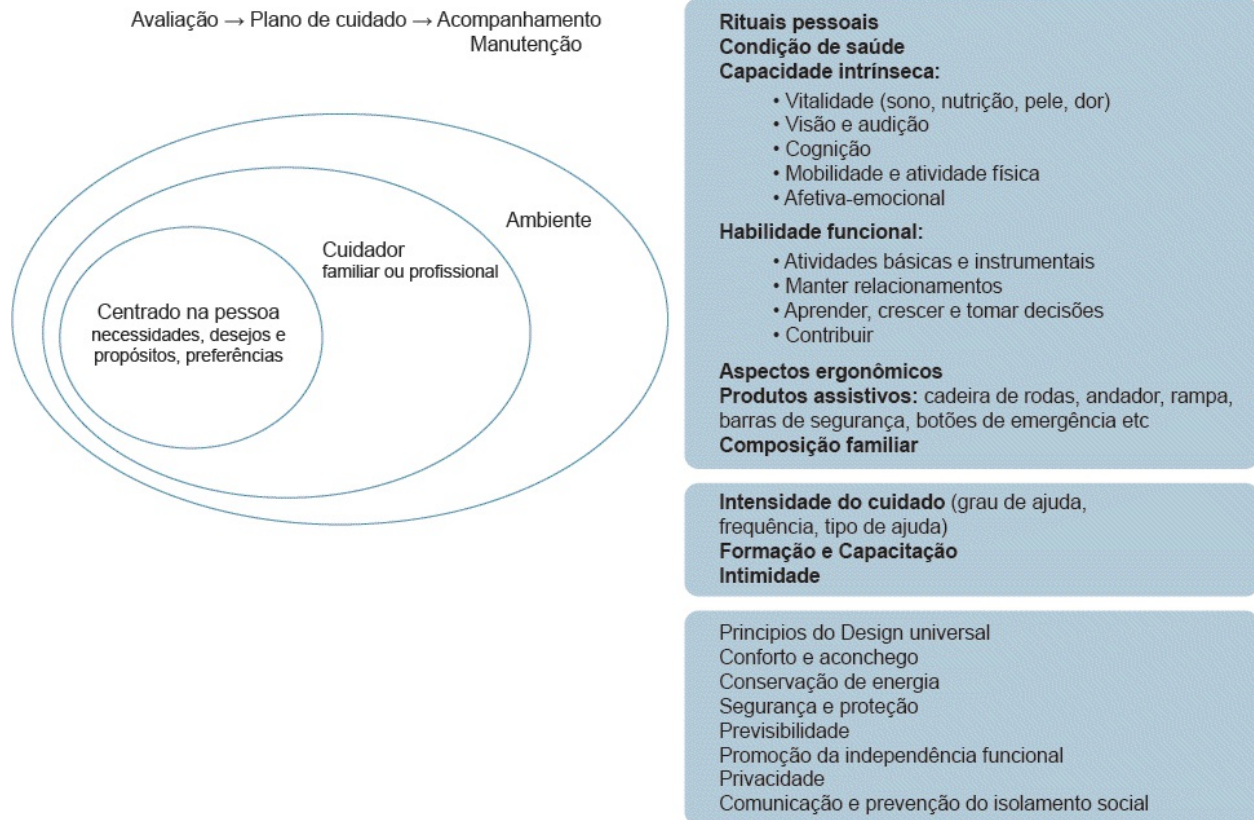 Avaliação → Plano de cuidado → Acompanhamento
Manutenção
Ambiente
Cuidador
familiar ou profissional
Centrado na pessoa
necessidades, desejos e
propósitos, preferências
Rituais pessoais
Condição de saúde
Capacidade intrínseca:
• Vitalidade (sono, nutrição, pele, dor)
• Visão e audição
• Cognição
• Mobilidade e atividade física
• Afetiva-emocional
Habilidade funcional:
• Atividades básicas e instrumentais
• Manter relacionamentos
• Aprender, crescer e tomar decisões
• Contribuir
Aspectos ergonômicos
Produtos assistivos: cadeira de rodas, andador, rampa,
barras de segurança, botões de emergência etc
Composição familiar
Intensidade do cuidado (grau de ajuda,
frequência, tipo de ajuda)
Formação e Capacitação
Intimidade
Principios do Design universal
Conforto e aconchego
Conservação de energia
Segurança e proteção
Previsibilidade
Promoção da independência funcional
Privacidade
Comunicação e prevenção do isolamento social